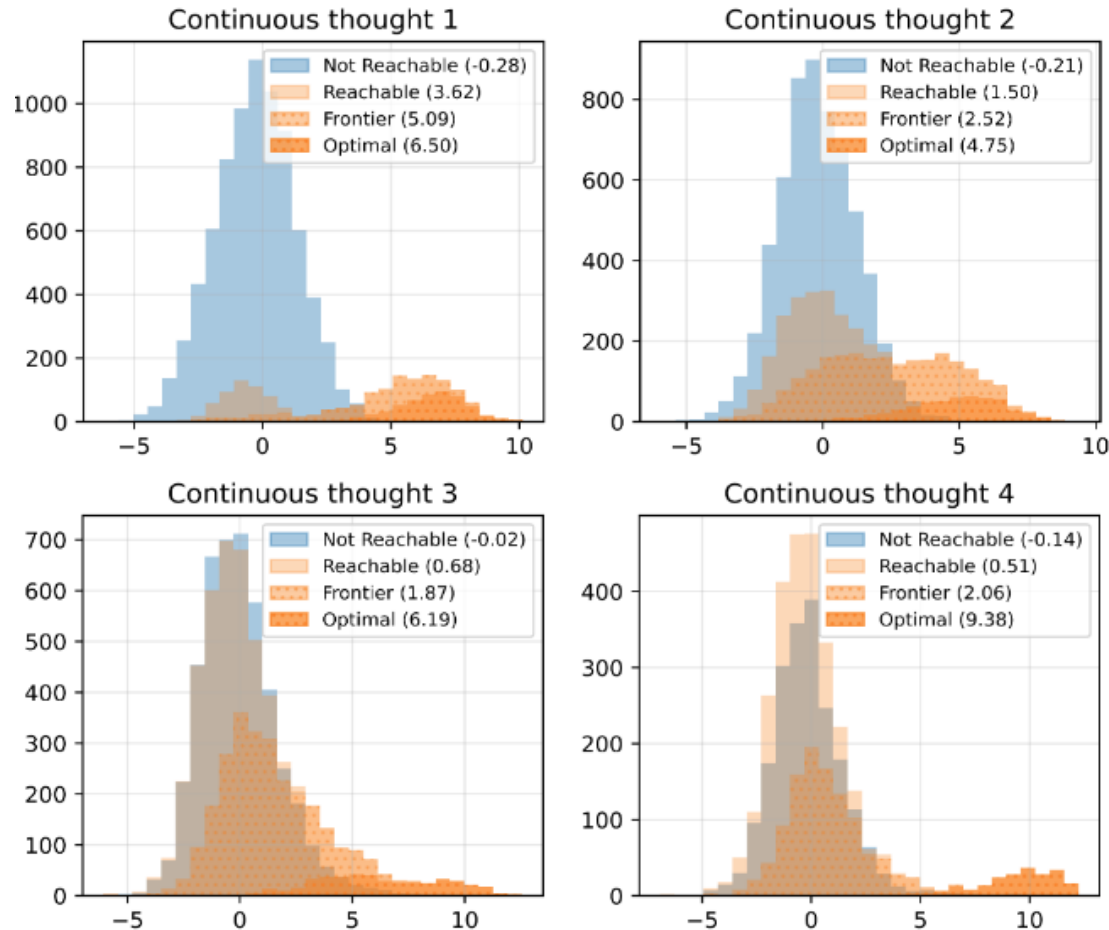 Continuous thought 1
Not Reachable (-0.28)
Reachable (3.62)
Frontier (5.09)
Optimal (6.50)
1000
800
600
400
200
0
−5 0 5 10
Continuous thought 2
Not Reachable (-0.21)
Reachable (1.50)
Frontier (2.52)
Optimal (4.75)
800
600
400
200
0
−5 0 5 10
Continuous thought 3
Not Reachable (-0.02)
Reachable (0.68)
Frontier (1.87)
Optimal (6.19)
700
600
500
400
300
200
100
0
−5 0 5 10
Continuous thought 4
Not Reachable (-0.14)
Reachable (0.51)
Frontier (2.06)
Optimal (9.38)
400
300
200
100
0
−5 0 5 10